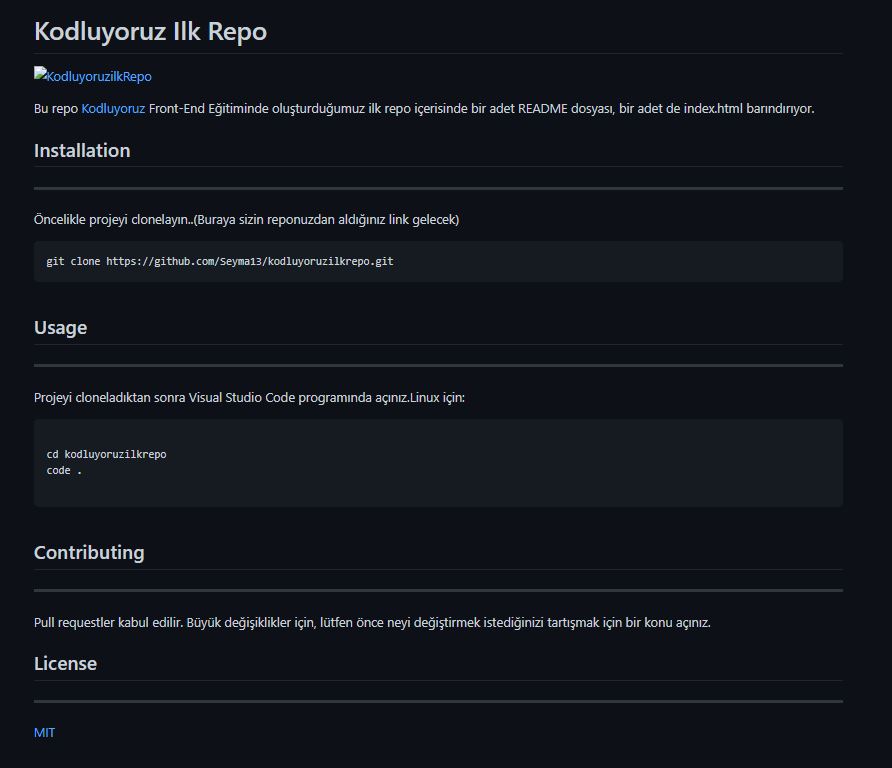 Kodluyoruz Ilk Repo
KodluyoruzilkRepo
Bu repo Kodluyoruz Front-End Eğitiminde oluşturduğumuz ilk repo içerisinde bir adet README dosyası, bir adet de index.html barındırıyor.
Installation
Öncelikle projeyi clonelayın..(Buraya sizin reponuzdan aldığınız link gelecek)
git clone https://github.com/Seyma13/kodluyoruzilkrepo.git
Usage
Projeyi cloneladıktan sonra Visual Studio Code programında açınız.Linux için:
cd kodluyoruzilkrepo
code .
Contributing
Pull requestler kabul edilir. Büyük değişiklikler için, lütfen önce neyi değiştirmek istediğinizi tartışmak için bir konu açınız.
License
MIT